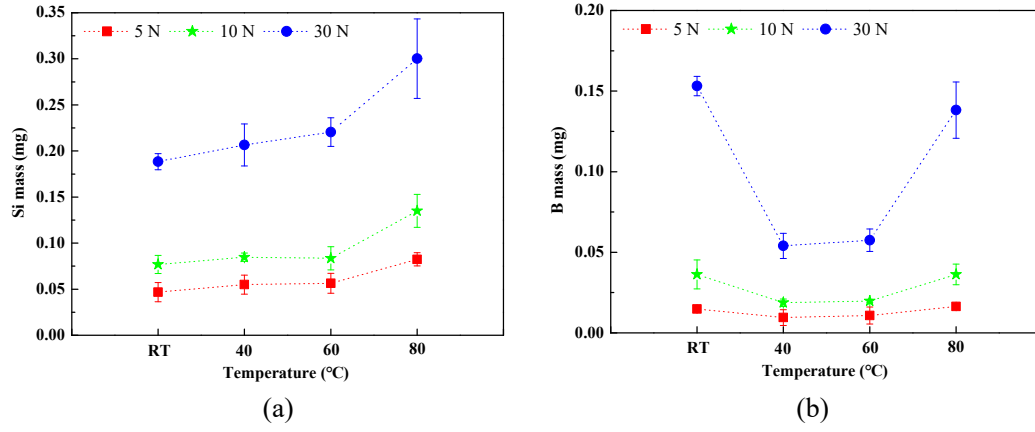 5 N 10 N 30 N
0.35
0.30
0.25
0.20
0.15
0.10
0.05
0.00
Si mass (mg)
RT 40 60 80
Temperature (°C)
(a)
5 N 10 N 30 N
0.20
0.15
0.10
0.05
0.00
B mass (mg)
RT 40 60 80
Temperature (°C)
(b)